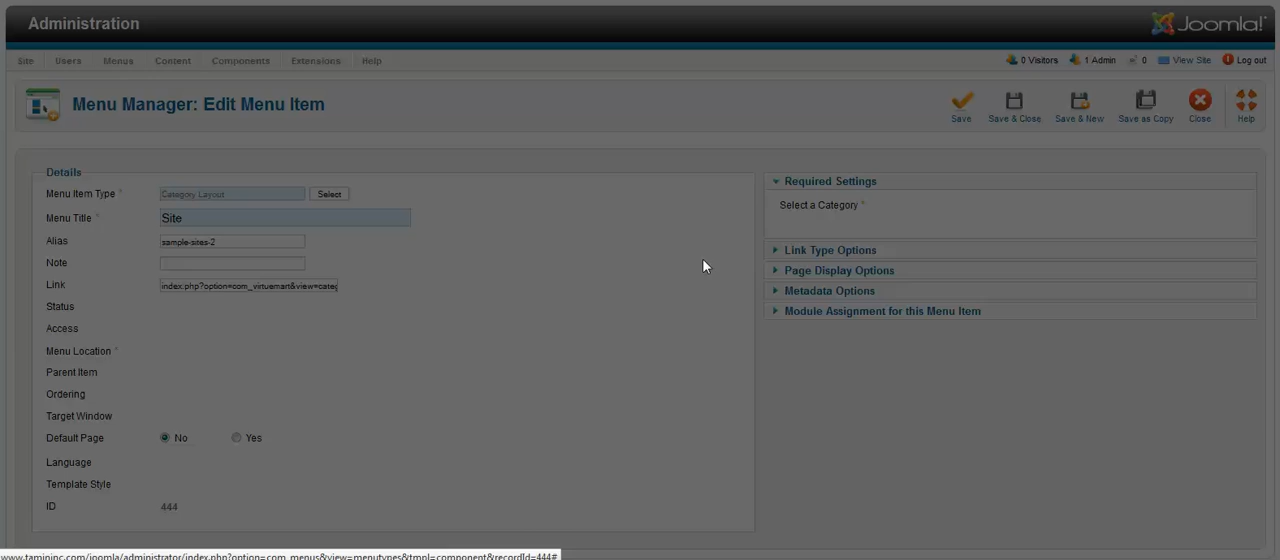 Administration
Joomla!
Site Users Menus Content Components Extensions Help
0 Visitors 1 Admin 0 View Site Log out
Menu Manager: Edit Menu Item
Save Save & Close Save & New Save as Copy Close Help
Details
Menu Item Type * Category Layout Select
Menu Title * Site
Alias sample-sites-2
Note
Link index.php?option=com_virtuemart&view=categ
Status
Access
Menu Location *
Parent Item
Ordering
Target Window
Default Page No Yes
Language
Template Style
ID 444
Required Settings
Select a Category *
Link Type Options
Page Display Options
Metadata Options
Module Assignment for this Menu Item
www.tamininc.com/joomla/administrator/index.php?option=com_menus&view=menutypes&tmpl=component&recordId=444#